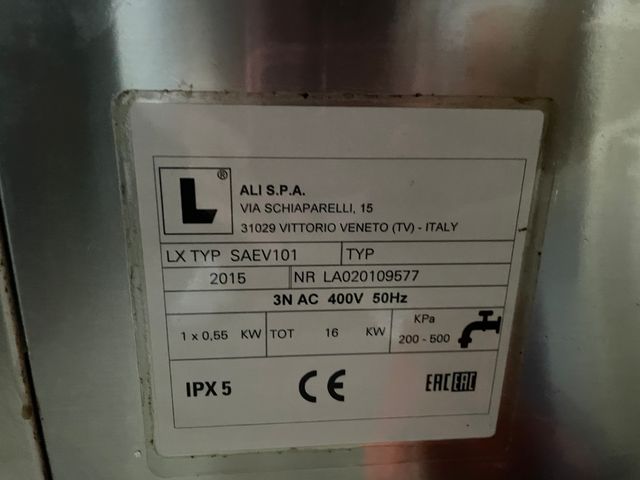 L®
ALI S.P.A.
VIA SCHIAPARELLI, 15
31029 VITTORIO VENETO (TV) - ITALY
LX TYP SAEV101 TYP
2015 NR LA020109577
3N AC 400V 50Hz
1 x 0,55 KW TOT 16 KW KPa 200 - 500
IPX 5 CE EAC EAC